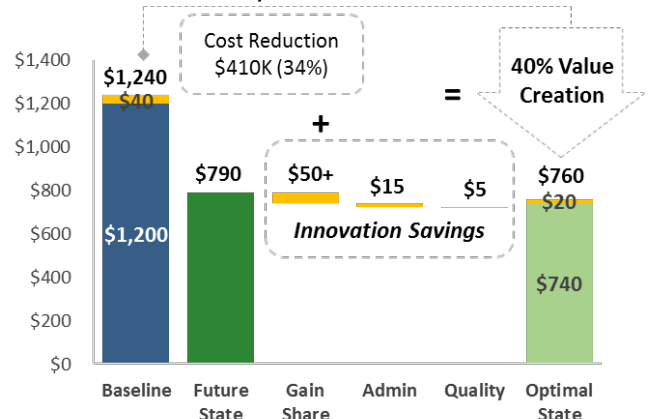 Cost Reduction
$410K (34%)
40% Value
Creation
=
+
$1,400
$1,200
$1,000
$800
$600
$400
$200
$0
$1,240
$40
$1,200
$790
$50+
$15
$5
Innovation Savings
$760
$20
$740
Baseline
Future
State
Gain
Share
Admin
Quality
Optimal
State